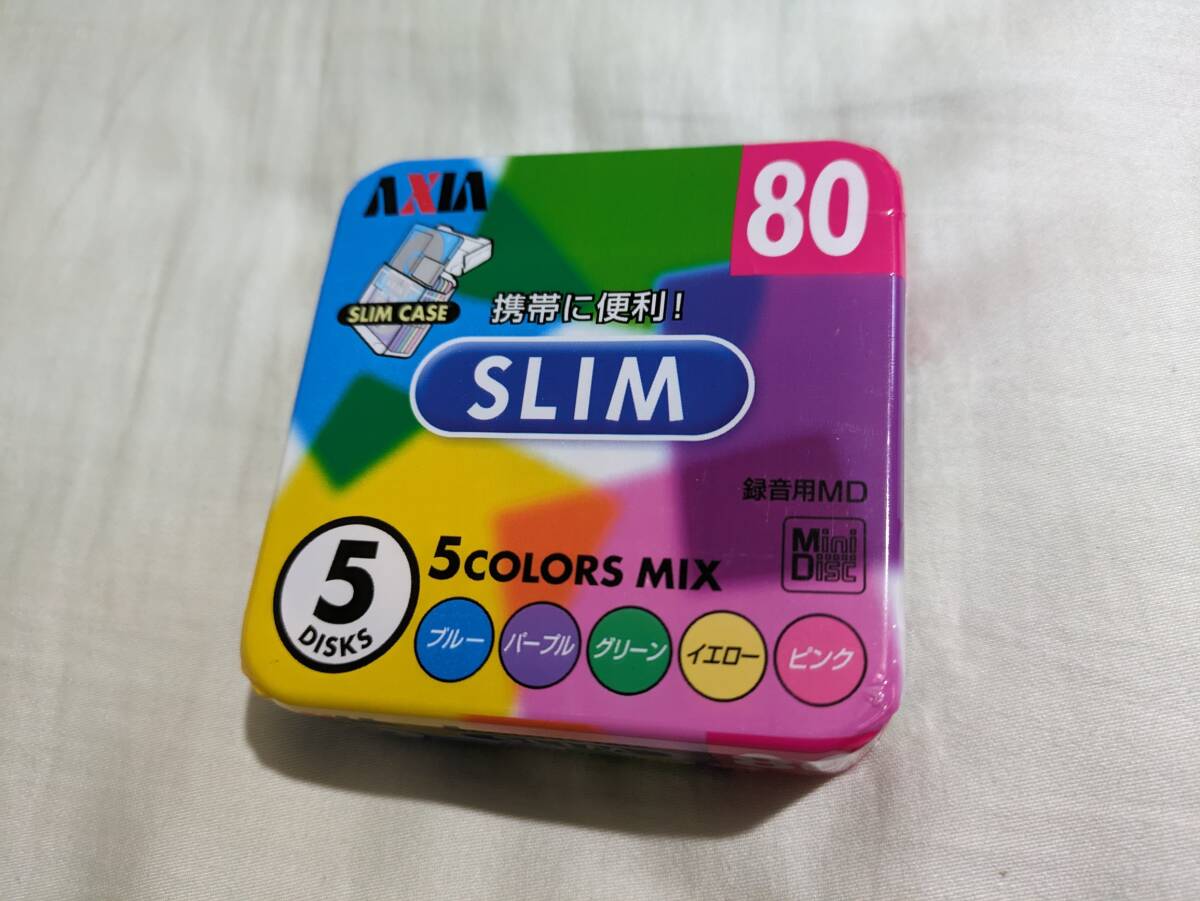 AXIA
80
SLIM CASE
携帯に便利!
SLIM
録音用MD
Mini
Disc
5
DISKS
5COLORS MIX
ブルー
パープル
グリーン
イエロー
ピンク